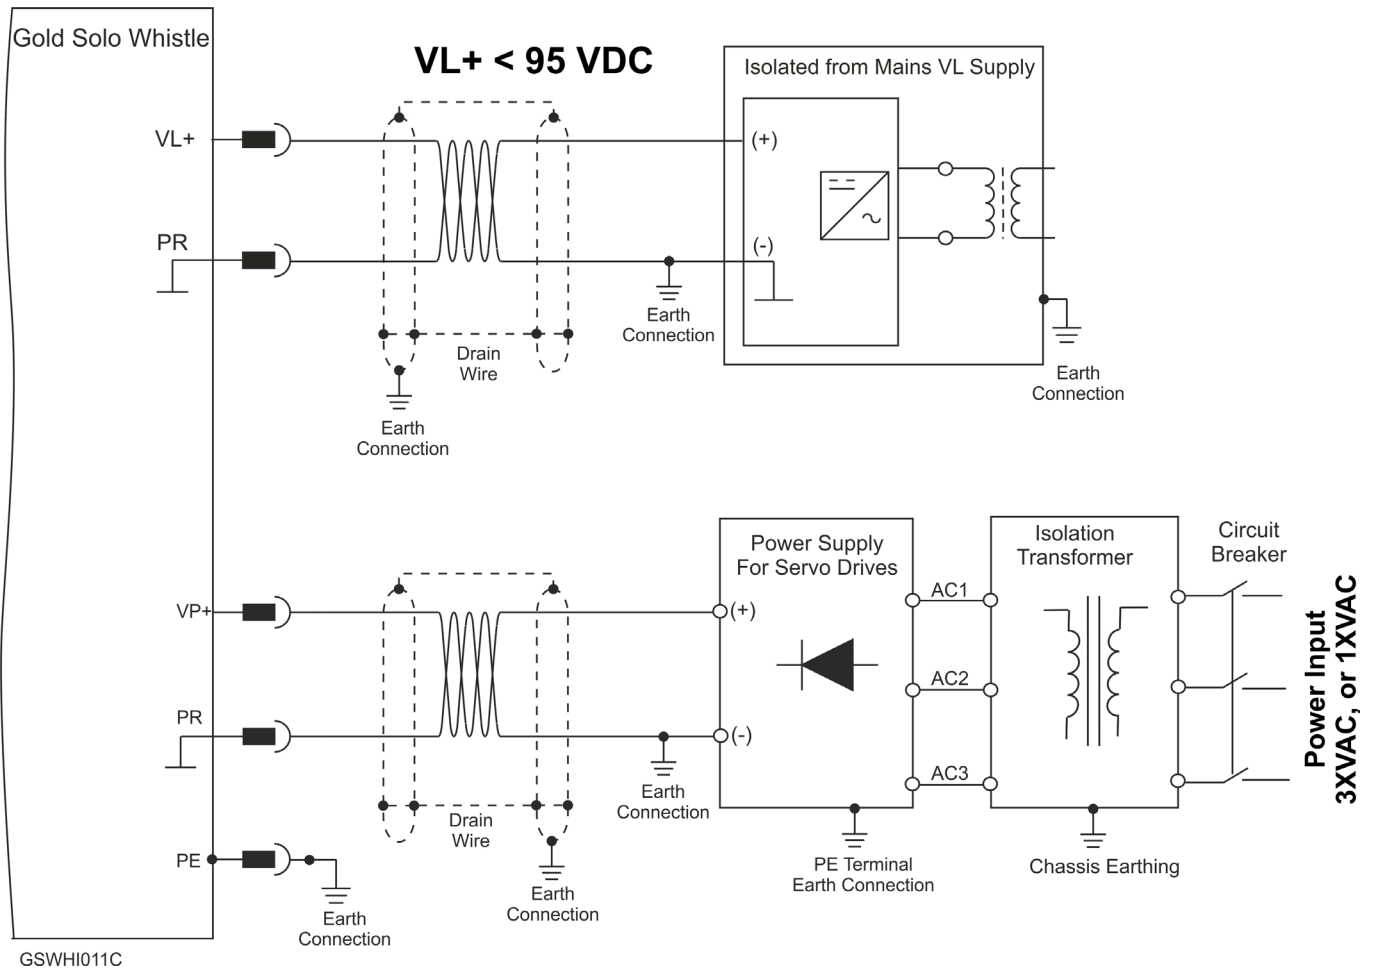 Gold Solo Whistle
VL+ < 95 VDC
Isolated from Mains VL Supply
VL+
(+)
PR
(-)
Earth
Connection
Drain
Wire
Earth
Connection
Earth
Connection
Power Supply
For Servo Drives
Isolation
Transformer
Circuit
Breaker
VP+
(+)
AC1
AC2
PR
(-)
AC3
Power Input
3XVAC, or 1XVAC
Earth
Connection
Drain
Wire
PE
PE Terminal
Earth Connection
Chassis Earthing
Earth
Connection
Earth
Connection
GSWHI011C